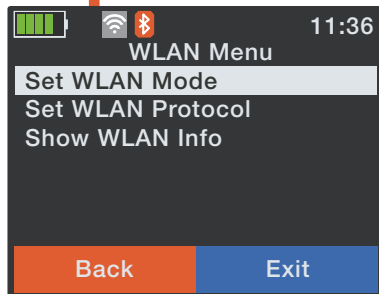 11:36
WLAN Menu
Set WLAN Mode
Set WLAN Protocol
Show WLAN Info
Back Exit